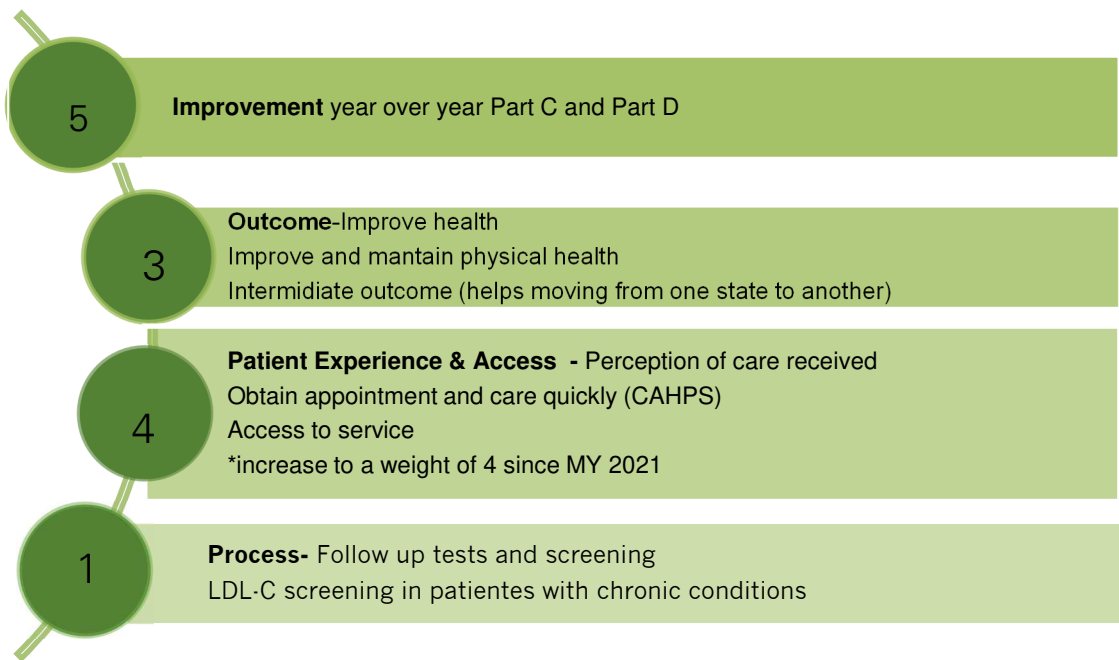 5
Improvement year over year Part C and Part D
3
Outcome-Improve health
Improve and mantain physical health
Intermidiate outcome (helps moving from one state to another)
4
Patient Experience & Access - Perception of care received
Obtain appointment and care quickly (CAHPS)
Access to service
*increase to a weight of 4 since MY 2021
1
Process- Follow up tests and screening
LDL-C screening in patientes with chronic conditions